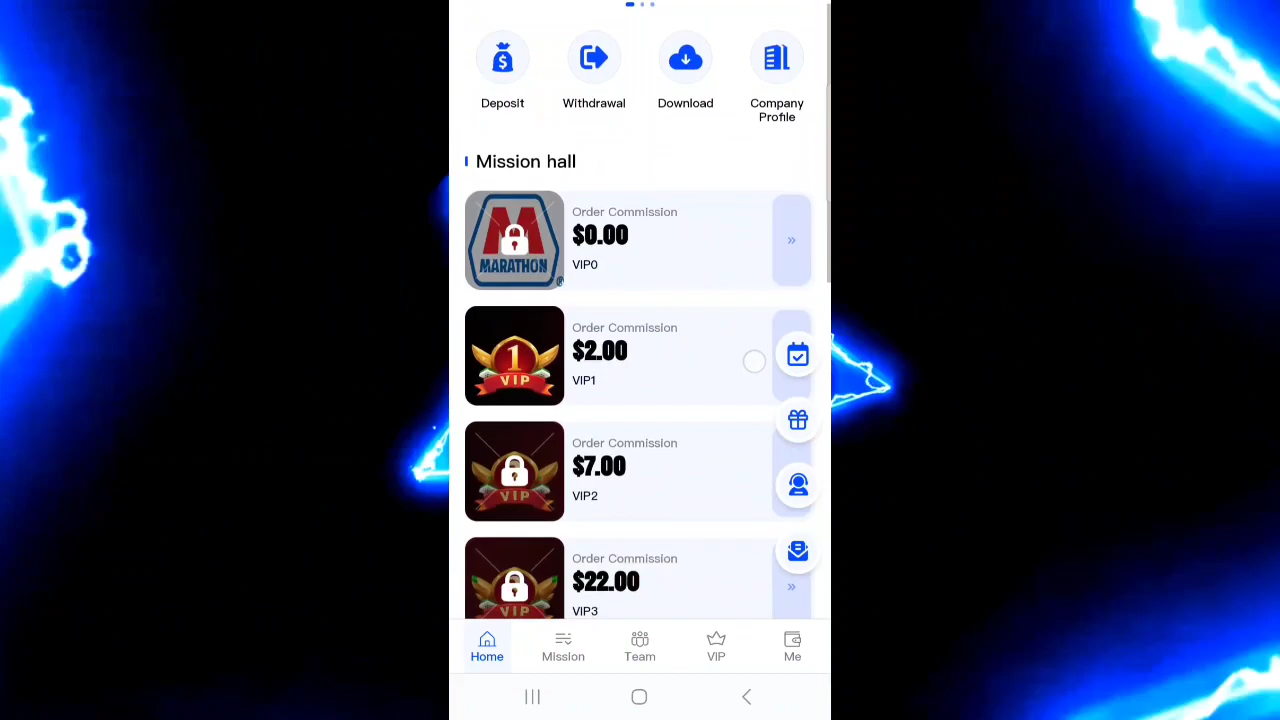 Deposit
Withdrawal
Download
Company
Profile
Mission hall
MARATHON
®
Order Commission
$0.00
VIP0
»
1
VIP
Order Commission
$2.00
VIP1
VIP
Order Commission
$7.00
VIP2
VIP
Order Commission
$22.00
VIP3
»
Home
Mission
Team
VIP
Me